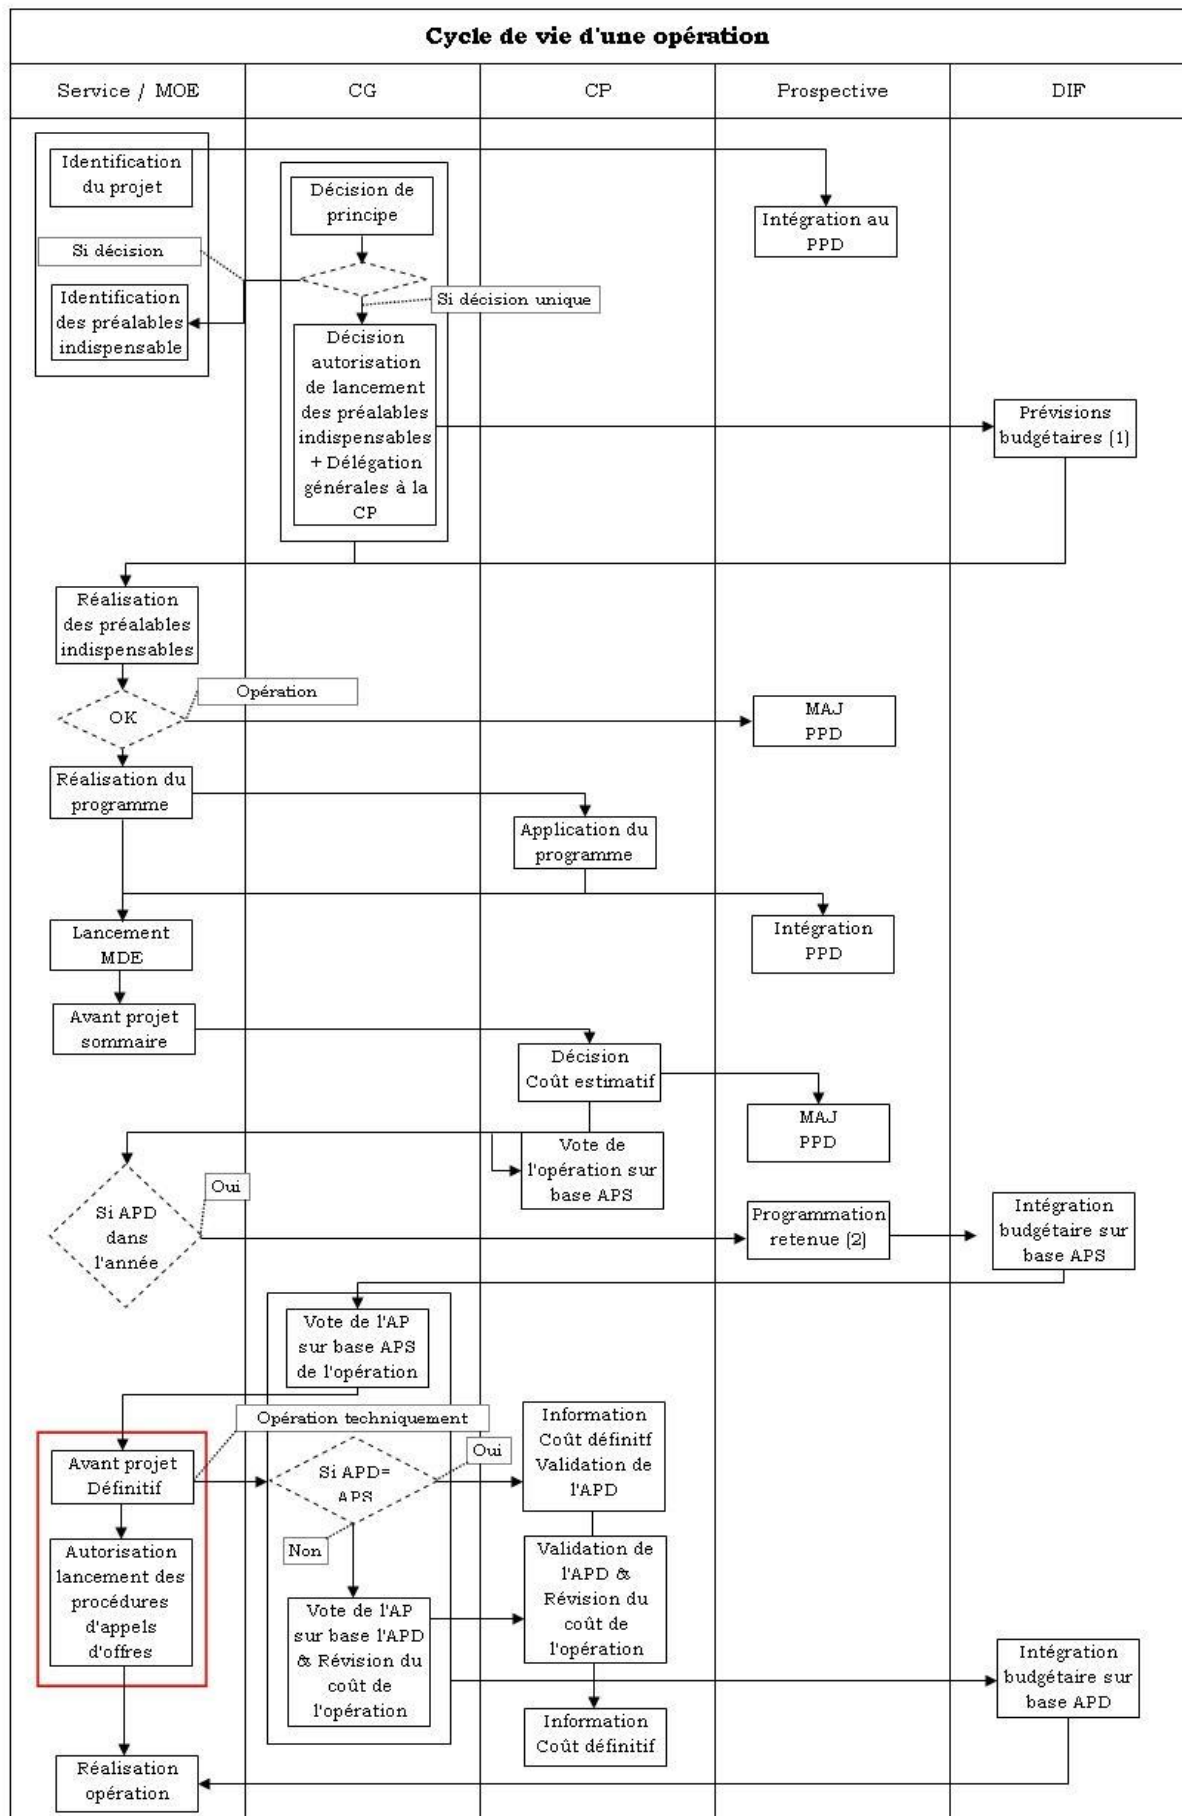 Cycle de vie d'une opération
Service / MOE
CG
CP
Prospective
DIF
Identification
du projet
Décision de
principe
Intégration au
PPD
Si décision
Si décision unique
Identification
des préalables
indispensable
Décision
autorisation
de lancement
des préalables
indispensables
+ Délégation
générales à la
CP
Prévisions
budgétaires (1)
Réalisation
des préalables
indispensables
Opération
OK
MAJ
PPD
Réalisation du
programme
Application du
programme
Lancement
MDE
Intégration
PPD
Avant projet
sommaire
Décision
Coût estimatif
MAJ
PPD
Vote de
l'opération sur
base APS
Oui
Si APD
dans
l'année
Programmation
retenue (2)
Intégration
budgétaire sur
base APS
Vote de l'AP
sur base APS
de l'opération
Opération techniquement
Information
Coût définitf
Validation de
l'APD
Oui
Avant projet
Définitif
Si APD=
APS
Non
Autorisation
lancement des
procédures
d'appels
d'offres
Validation de
l'APD &
Révision du
coût de
l'opération
Vote de l'AP
sur base l'APD
& Révision du
coût de
l'opération
Intégration
budgétaire sur
base APD
Information
Coût définitif
Réalisation
opération